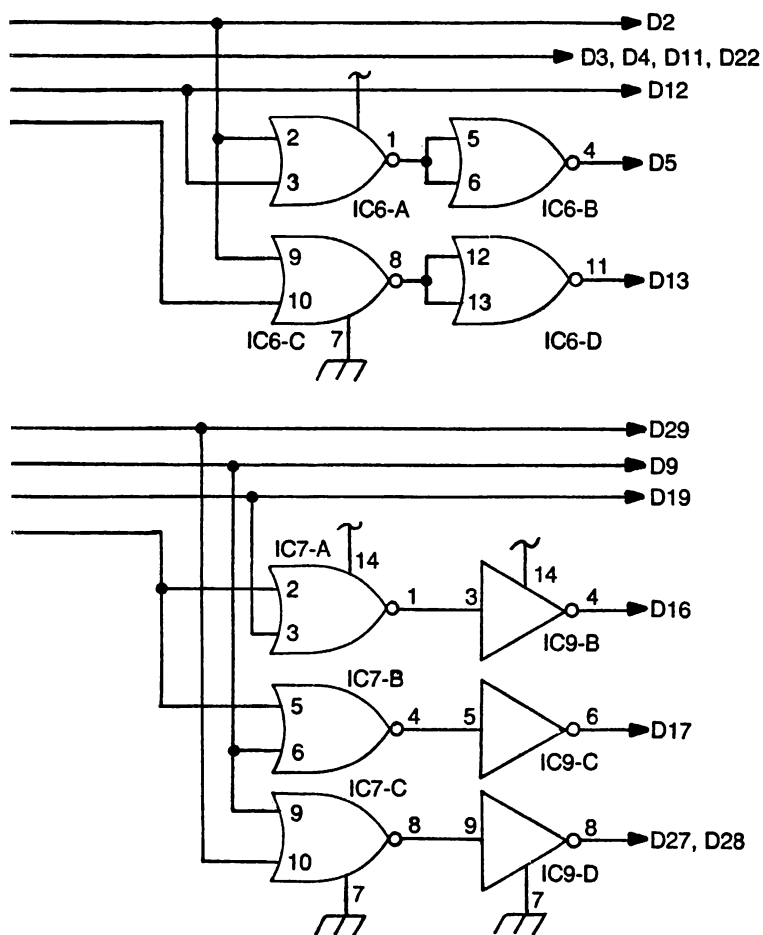 D2
D3, D4, D11, D22
D12
2
3
1
IC6-A
5
6
4
IC6-B
D5
9
10
8
IC6-C
7
12
13
11
IC6-D
D13
D29
D9
D19
IC7-A
14
2
3
1
3
14
4
IC9-B
D16
IC7-B
5
6
4
5
6
IC9-C
D17
IC7-C
9
10
8
7
9
8
IC9-D
7
D27, D28